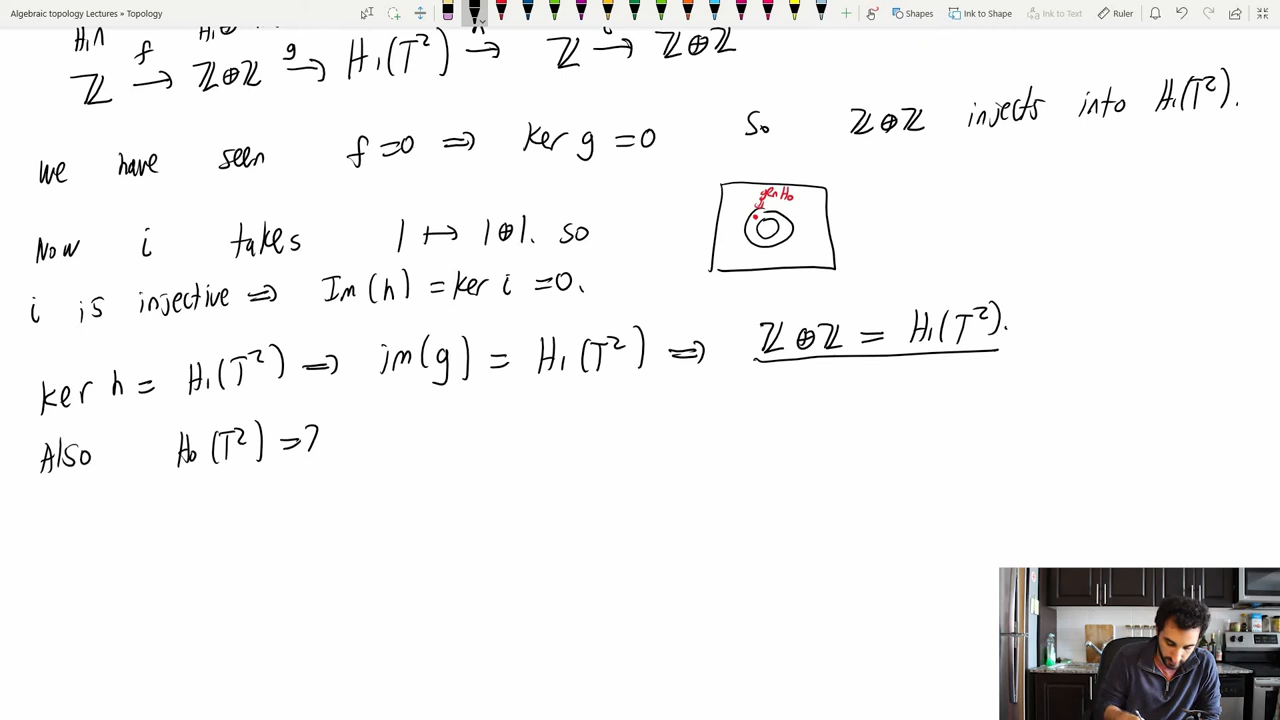 Algebraic topology Lectures » Topology
Shapes
Ink to Shape
Ink to Text
Ruler
H₁∩ f
ℤ → ℤ⊕ℤ g→ H₁(T²) → ℤ → ℤ⊕ℤ
We have seen f=0 ⇒ ker g=0 So ℤ⊕ℤ injects into H₁(T²).
gen H₀
Now i takes 1 ↦ 1⊕1. so
i is injective ⇒ Im(h) = ker i = 0.
ker h = H₁(T²) ⇒ im(g) = H₁(T²) ⇒ ℤ⊕ℤ = H₁(T²).
Also H₀(T²) =